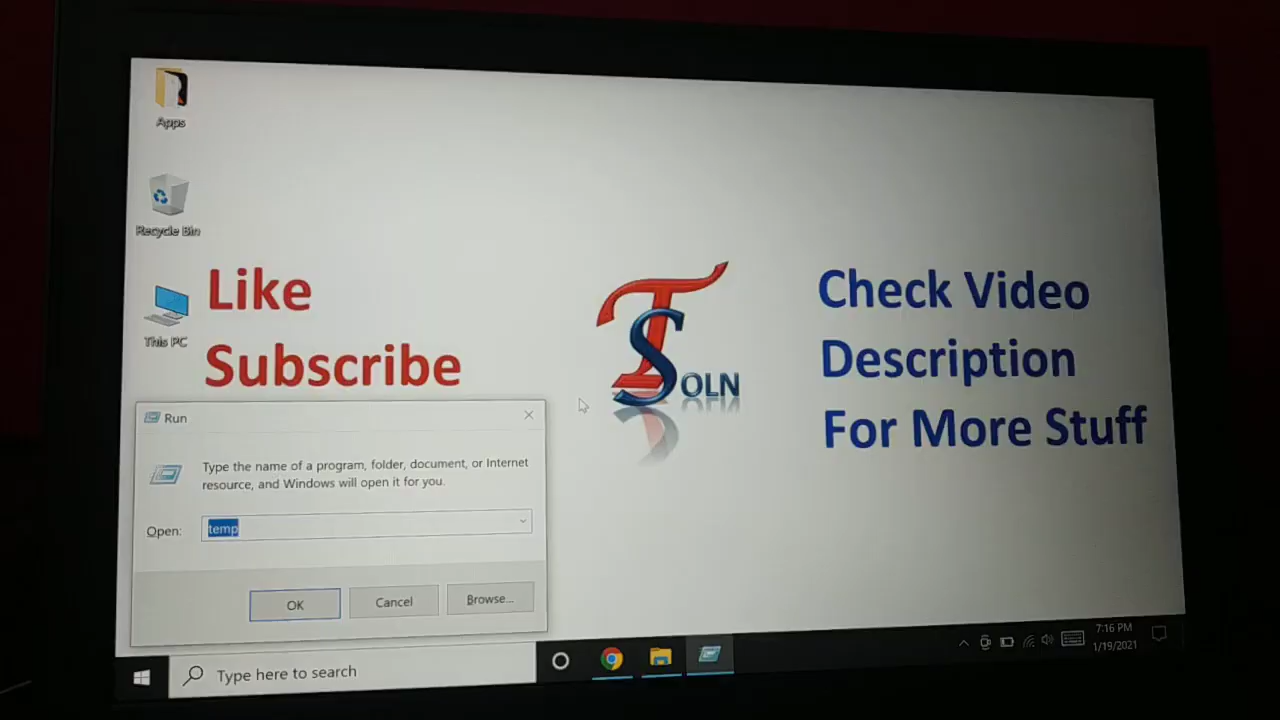 Apps
Recycle Bin
This PC
Like
Subscribe
TSOLN
Check Video
Description
For More Stuff
Run
Type the name of a program, folder, document, or Internet
resource, and Windows will open it for you.
Open:
temp
OK
Cancel
Browse...
Type here to search
7:16 PM
1/19/2021